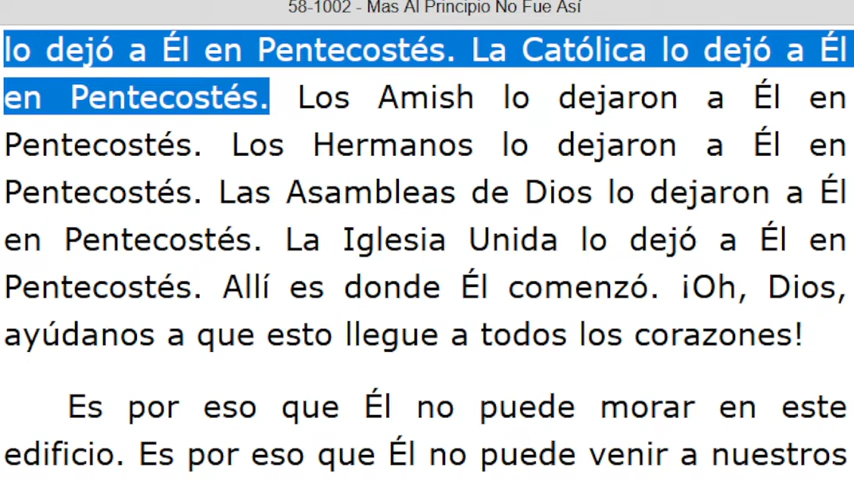 58-1002 - Mas Al Principio No Fue Así
lo dejó a Él en Pentecostés. La Católica lo dejó a Él
en Pentecostés. Los Amish lo dejaron a Él en
Pentecostés. Los Hermanos lo dejaron a Él en
Pentecostés. Las Asambleas de Dios lo dejaron a Él
en Pentecostés. La Iglesia Unida lo dejó a Él en
Pentecostés. Allí es donde Él comenzó. ¡Oh, Dios,
ayúdanos a que esto llegue a todos los corazones!
Es por eso que Él no puede morar en este
edificio. Es por eso que Él no puede venir a nuestros